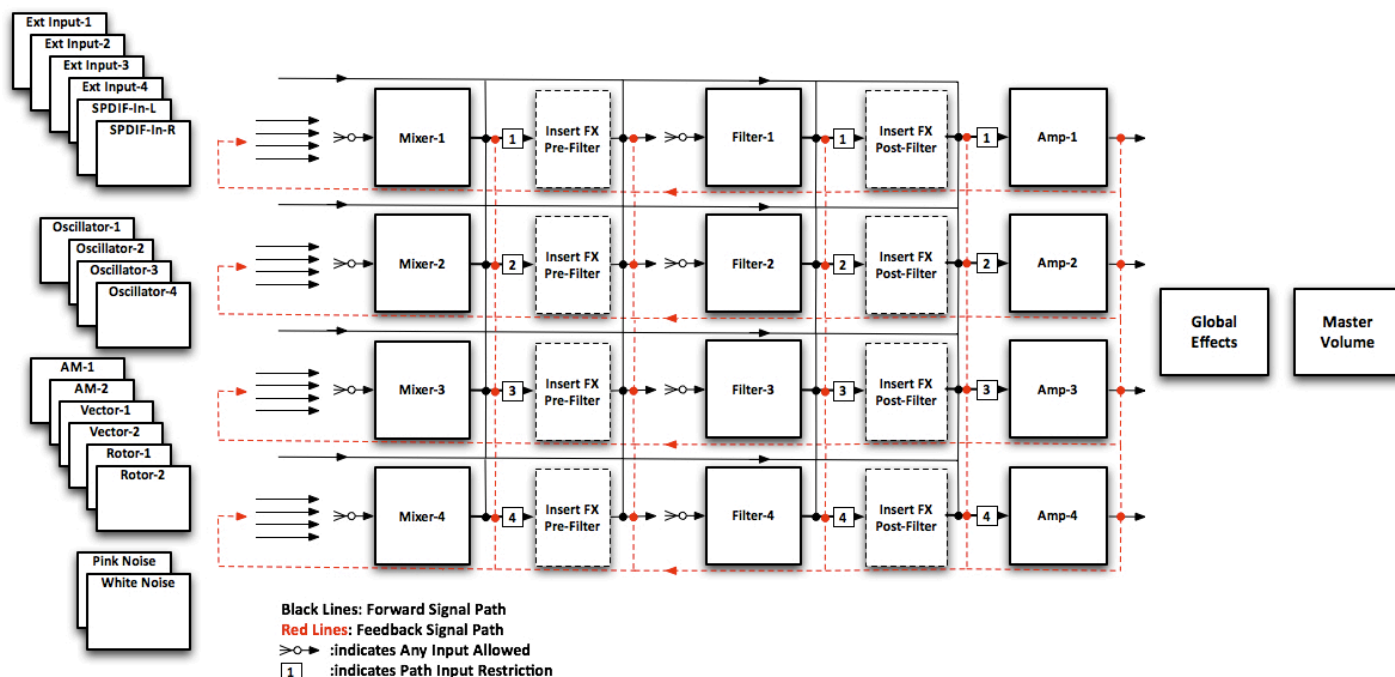 Ext Input-1
Ext Input-2
Ext Input-3
Ext Input-4
SPDIF-In-L
SPDIF-In-R
Mixer-1
1
Insert FX
Pre-Filter
Filter-1
1
Insert FX
Post-Filter
1
Amp-1
Oscillator-1
Oscillator-2
Oscillator-3
Oscillator-4
Mixer-2
2
Insert FX
Pre-Filter
Filter-2
2
Insert FX
Post-Filter
2
Amp-2
Global
Effects
Master
Volume
AM-1
AM-2
Vector-1
Vector-2
Rotor-1
Rotor-2
Mixer-3
3
Insert FX
Pre-Filter
Filter-3
3
Insert FX
Post-Filter
3
Amp-3
Mixer-4
4
Insert FX
Pre-Filter
Filter-4
4
Insert FX
Post-Filter
4
Amp-4
Pink Noise
White Noise
Black Lines: Forward Signal Path
Red Lines: Feedback Signal Path
:indicates Any Input Allowed
1 :indicates Path Input Restriction